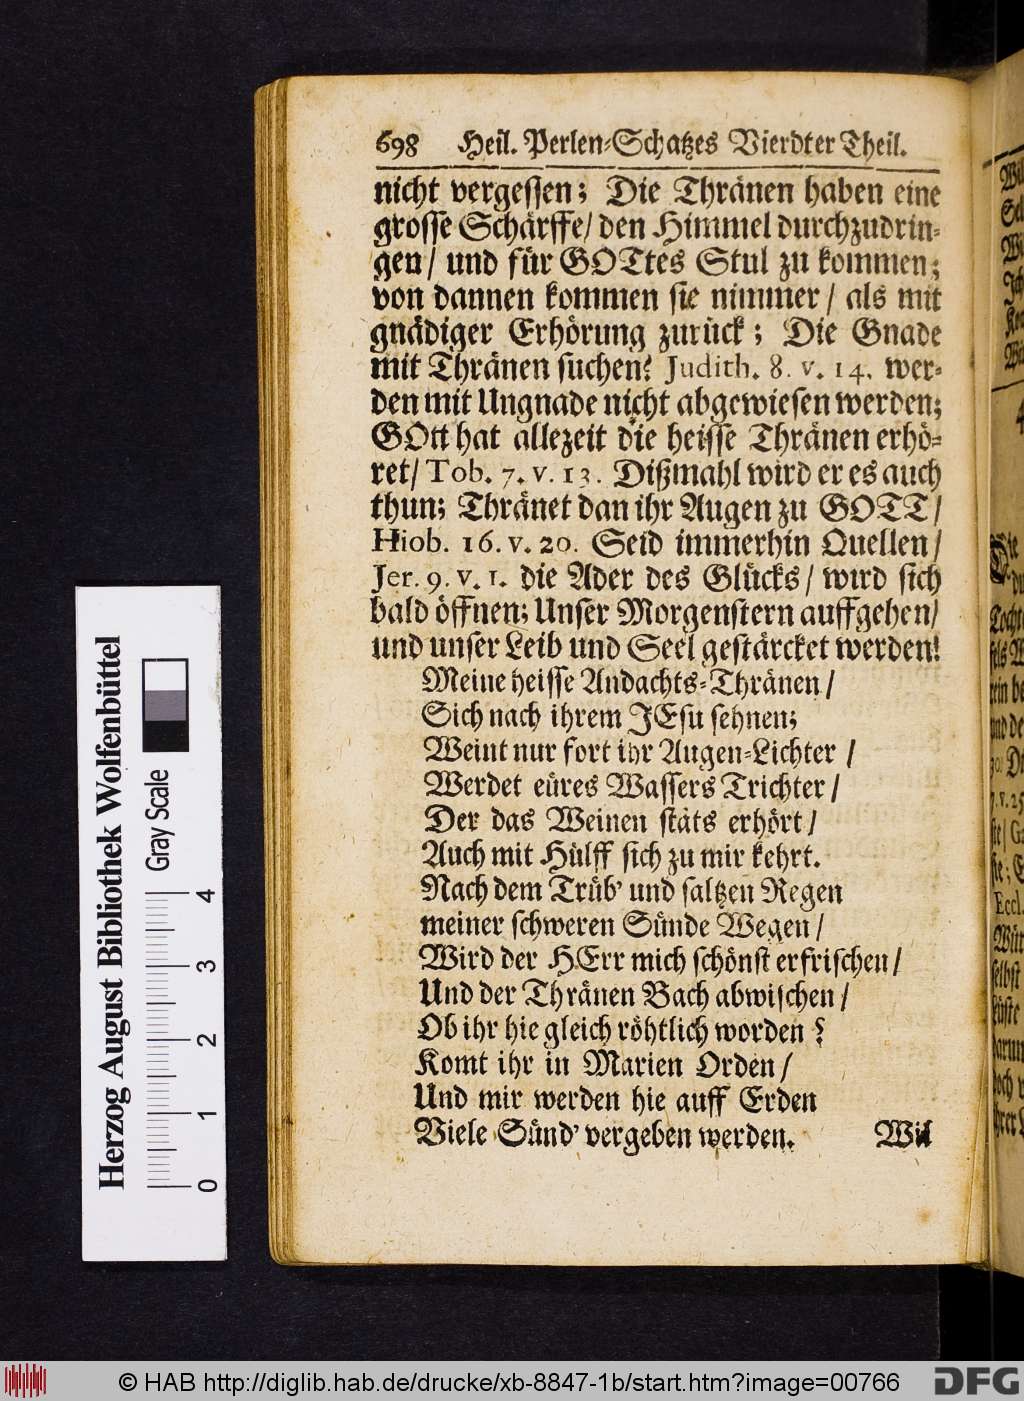 698 Heil. Perlen-Schatzes Vierdter Theil.
nicht vergessen; Die Thränen haben eine
grosse Schärffe/ den Himmel durchzudrin-
gen/ und für GOTtes Stul zu kommen;
von dannen kommen sie nimmer/ als mit
gnädiger Erhörung zurück; Die Gnade
mit Thränen suchen? Judith. 8. v. 14. wer-
den mit Ungnade nicht abgewiesen werden;
GOtt hat allezeit die heisse Thränen erhö-
ret/ Tob. 7. v. 13. Dißmahl wird er es auch
thun; Thränet dan ihr Augen zu GOTT/
Hiob. 16. v. 20. Seid immerhin Quellen/
Jer. 9. v. 1. die Ader des Glücks/ wird sich
bald öffnen; Unser Morgenstern auffgehen/
und unser Leib und Seel gestärcket werden!
Meine heisse Andachts-Thränen/
Sich nach ihrem JEsu sehnen;
Weint nur fort ihr Augen-Lichter /
Werdet eüres Wassers Trichter/
Der das Weinen stäts erhört/
Auch mit Hülff sich zu mir kehrt.
Nach dem Trüb' und saltzen Regen
meiner schweren Sünde Wegen/
Wird der HErr mich schönst erfrischen/
Und der Thränen Bach abwischen/
Ob ihr hie gleich röhtlich worden?
Komt ihr in Marien Orden/
Und mir werden hie auff Erden
Viele Sünd' vergeben werden.
Wil
Herzog August Bibliothek Wolfenbüttel
Gray Scale
0 1 2 3 4
© HAB http://diglib.hab.de/drucke/xb-8847-1b/start.htm?image=00766
DFG